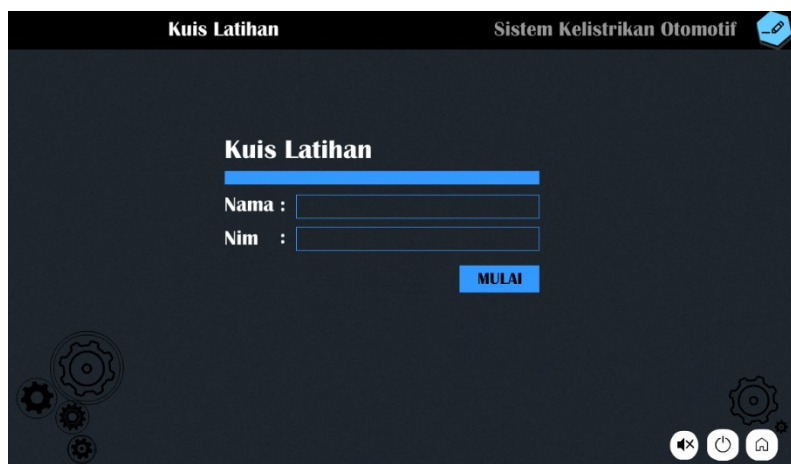 Kuis Latihan Sistem Kelistrikan Otomotif
Kuis Latihan
Nama :
Nim :
MULAI